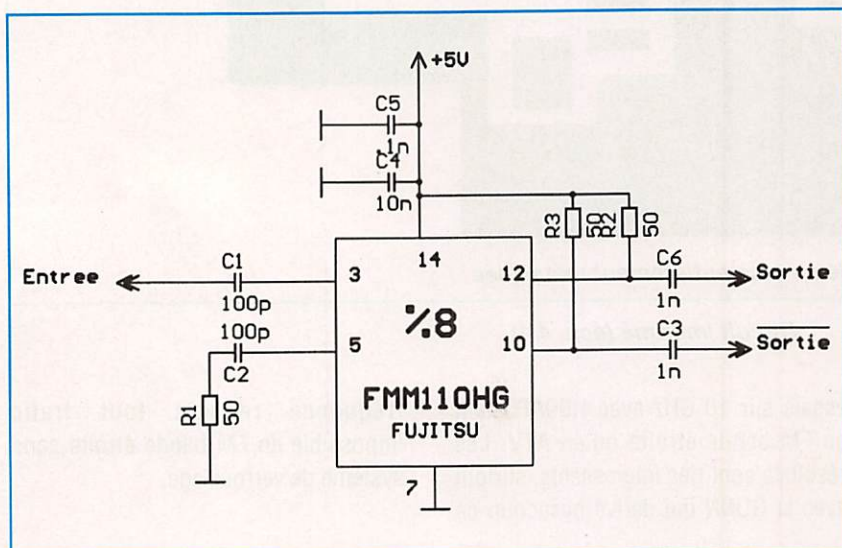 +5V
C5
1n
C4
10n
R3
50
R2
50
Entree
C1
100p
3
14
12
C6
1n
Sortie
%8
100p
C2
5
10
C3
1n
Sortie
R1
50
FMM110HG
FUJITSU
7